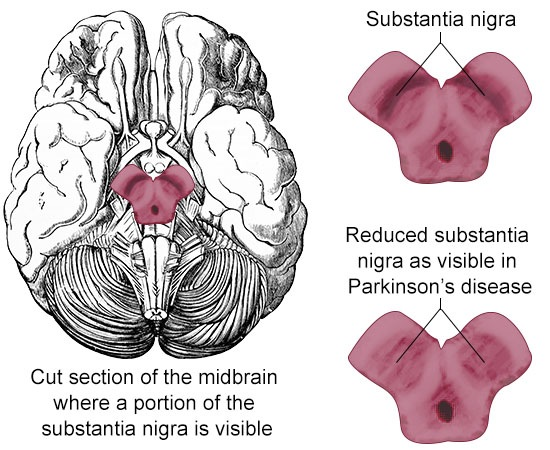 Substantia nigra
Reduced substantia
nigra as visible in
Parkinson's disease
Cut section of the midbrain
where a portion of the
substantia nigra is visible